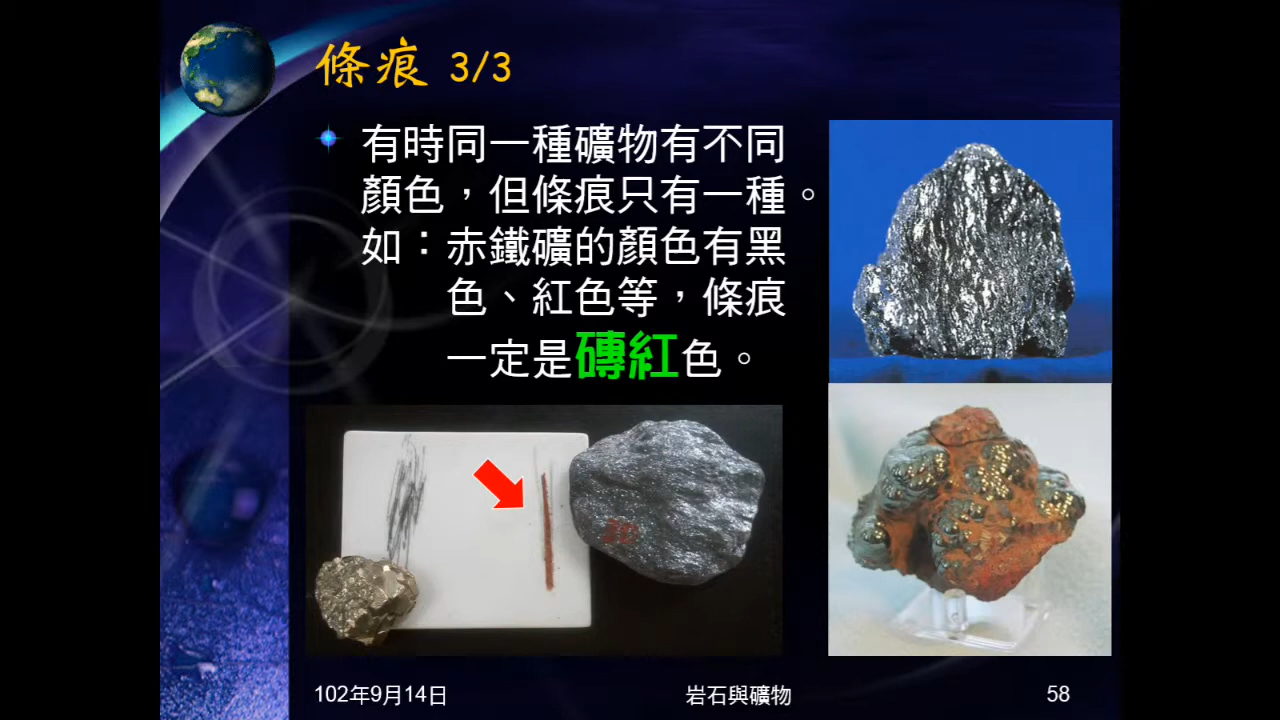 條痕 3/3
有時同一種礦物有不同
顏色，但條痕只有一種。
如：赤鐵礦的顏色有黑
色、紅色等，條痕
一定是磚紅色。
30
102年9月14日
岩石與礦物
58